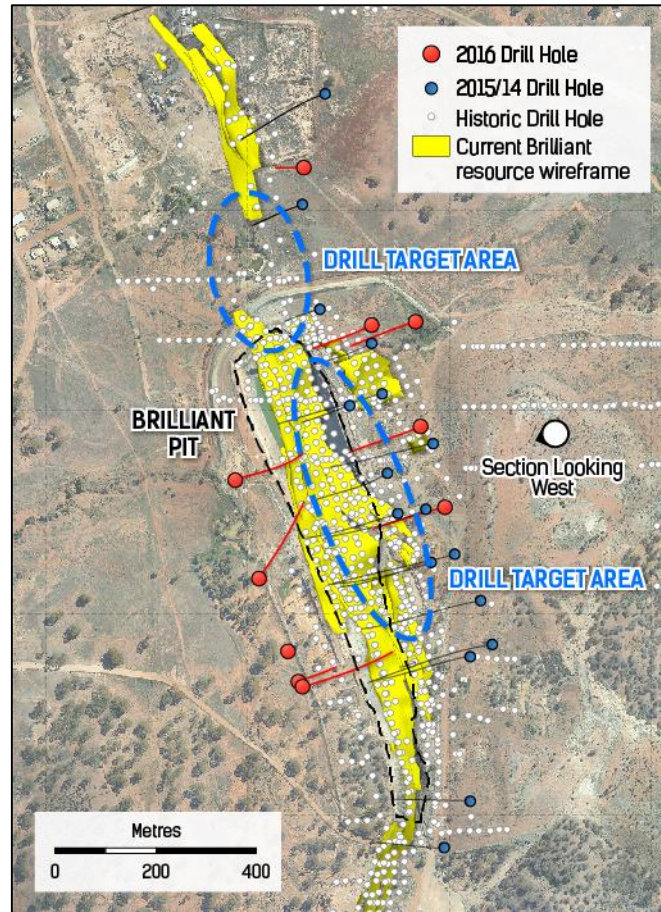 2016 Drill Hole
2015/14 Drill Hole
Historic Drill Hole
Current Brilliant
resource wireframe
DRILL TARGET AREA
BRILLIANT
PIT
Section Looking
West
DRILL TARGET AREA
Metres
0 200 400